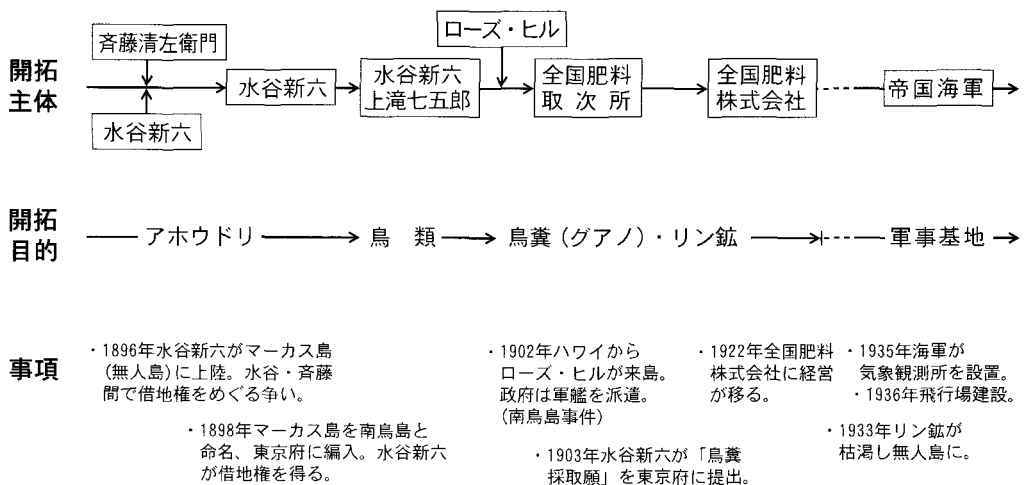 開拓
主体
斉藤清左衛門
水谷新六
水谷新六
水谷新六
上滝七五郎
ローズ・ヒル
全国肥料
取次所
全国肥料
株式会社
帝国海軍
開拓
目的
アホウドリ
鳥 類
鳥糞(グアノ)・リン鉱
軍事基地
事項
・1896年水谷新六がマーカス島
(無人島)に上陸。水谷・斉藤
間で借地権をめぐる争い。
・1898年マーカス島を南鳥島と
命名、東京府に編入。水谷新六
が借地権を得る。
・1902年ハワイから
ローズ・ヒルが来島。
政府は軍艦を派遣。
(南鳥島事件)
・1903年水谷新六が「鳥糞
採取願」を東京府に提出。
・1922年全国肥料
株式会社に経営
が移る。
・1935年海軍が
気象観測所を設置。
・1936年飛行場建設。
・1933年リン鉱が
枯渇し無人島に。